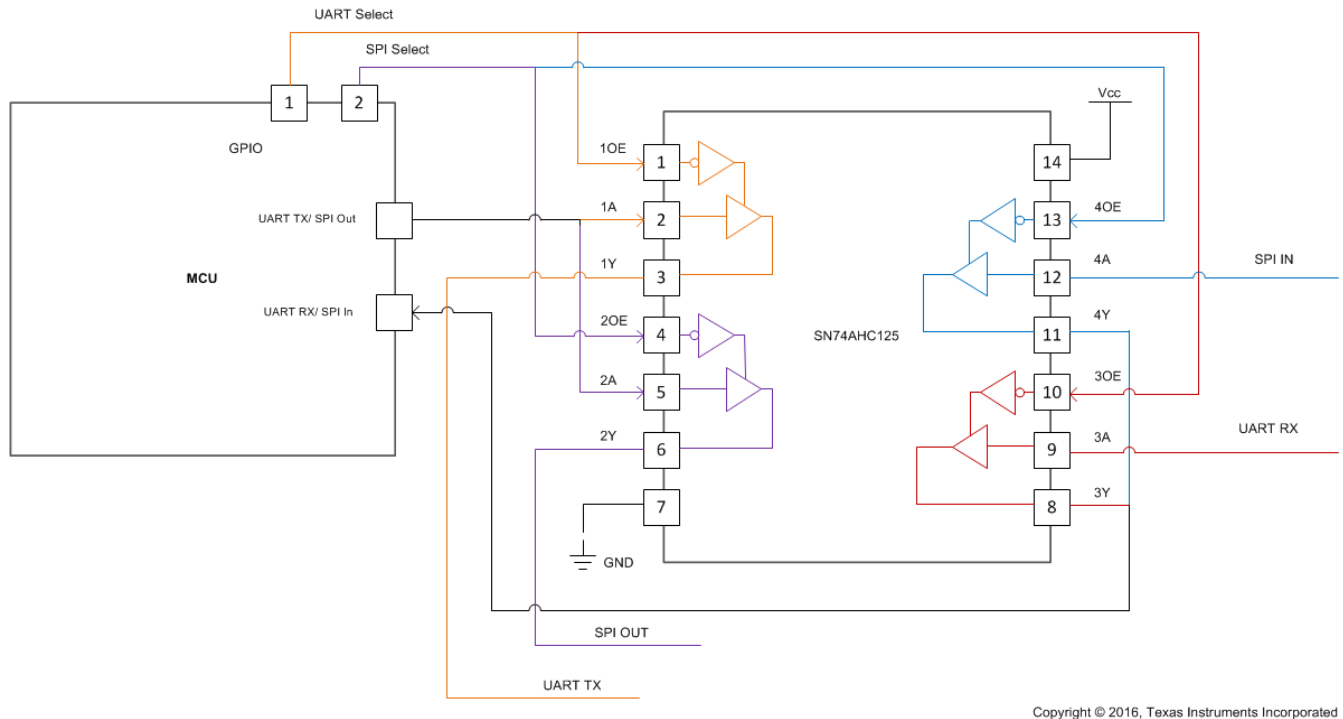 UART Select
SPI Select
1
2
GPIO
UART TX/ SPI Out
MCU
UART RX/ SPI In
Vcc
1OE
1
14
1A
2
13
4OE
1Y
3
12
4A
SPI IN
2OE
4
SN74AHC125
11
4Y
2A
5
10
3OE
2Y
6
9
3A
UART RX
7
8
3Y
GND
SPI OUT
UART TX
Copyright © 2016, Texas Instruments Incorporated